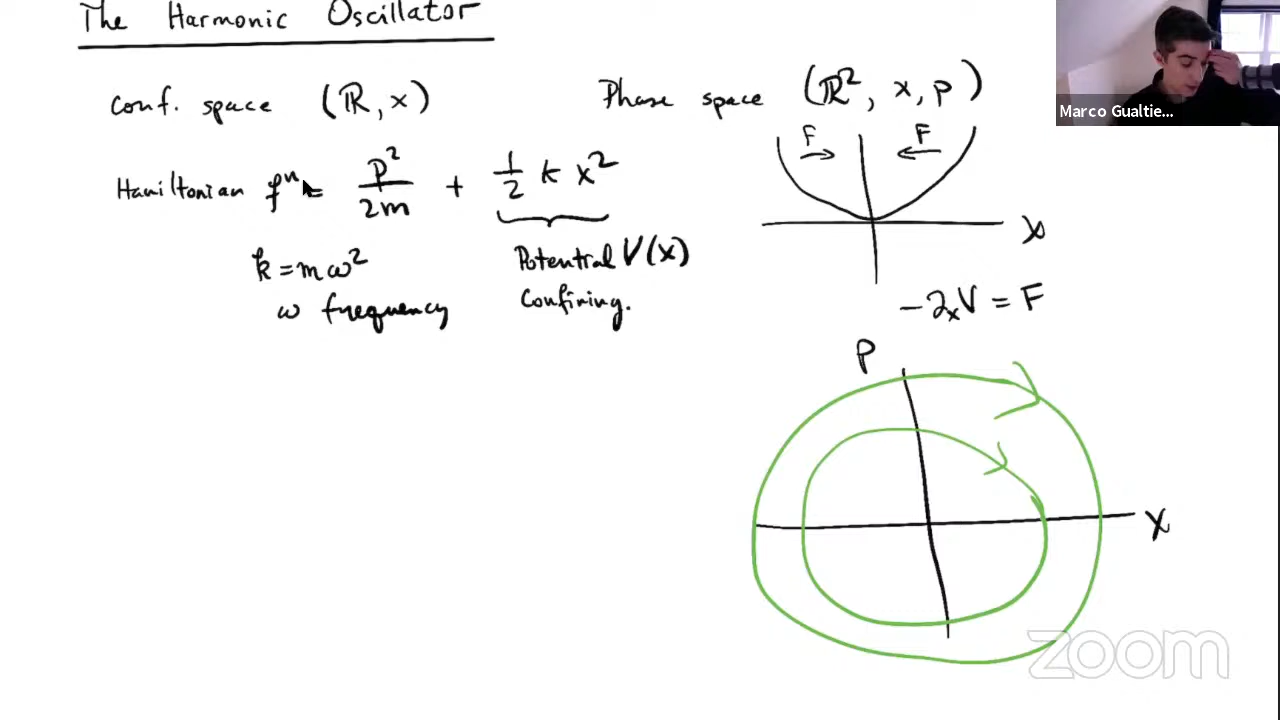 The Harmonic Oscillator
conf. space (ℝ, x)
Phase space (ℝ², x, p)
F F
Hamiltonian fⁿ = p²/2m + 1/2 k x²
x
k = mω²
Potential V(x)
ω frequency
Confining.
-∂ₓV = F
P
x
Marco Gualtie...
zoom